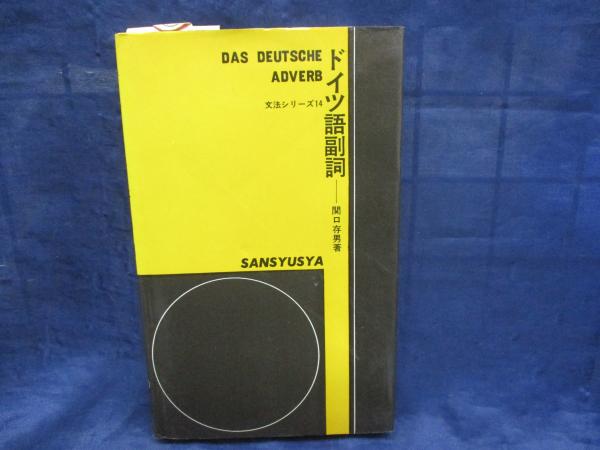 DAS DEUTSCHE
ADVERB
文法シリーズ14
ドイツ語副詞
——関口存男著
SANSYUSYA